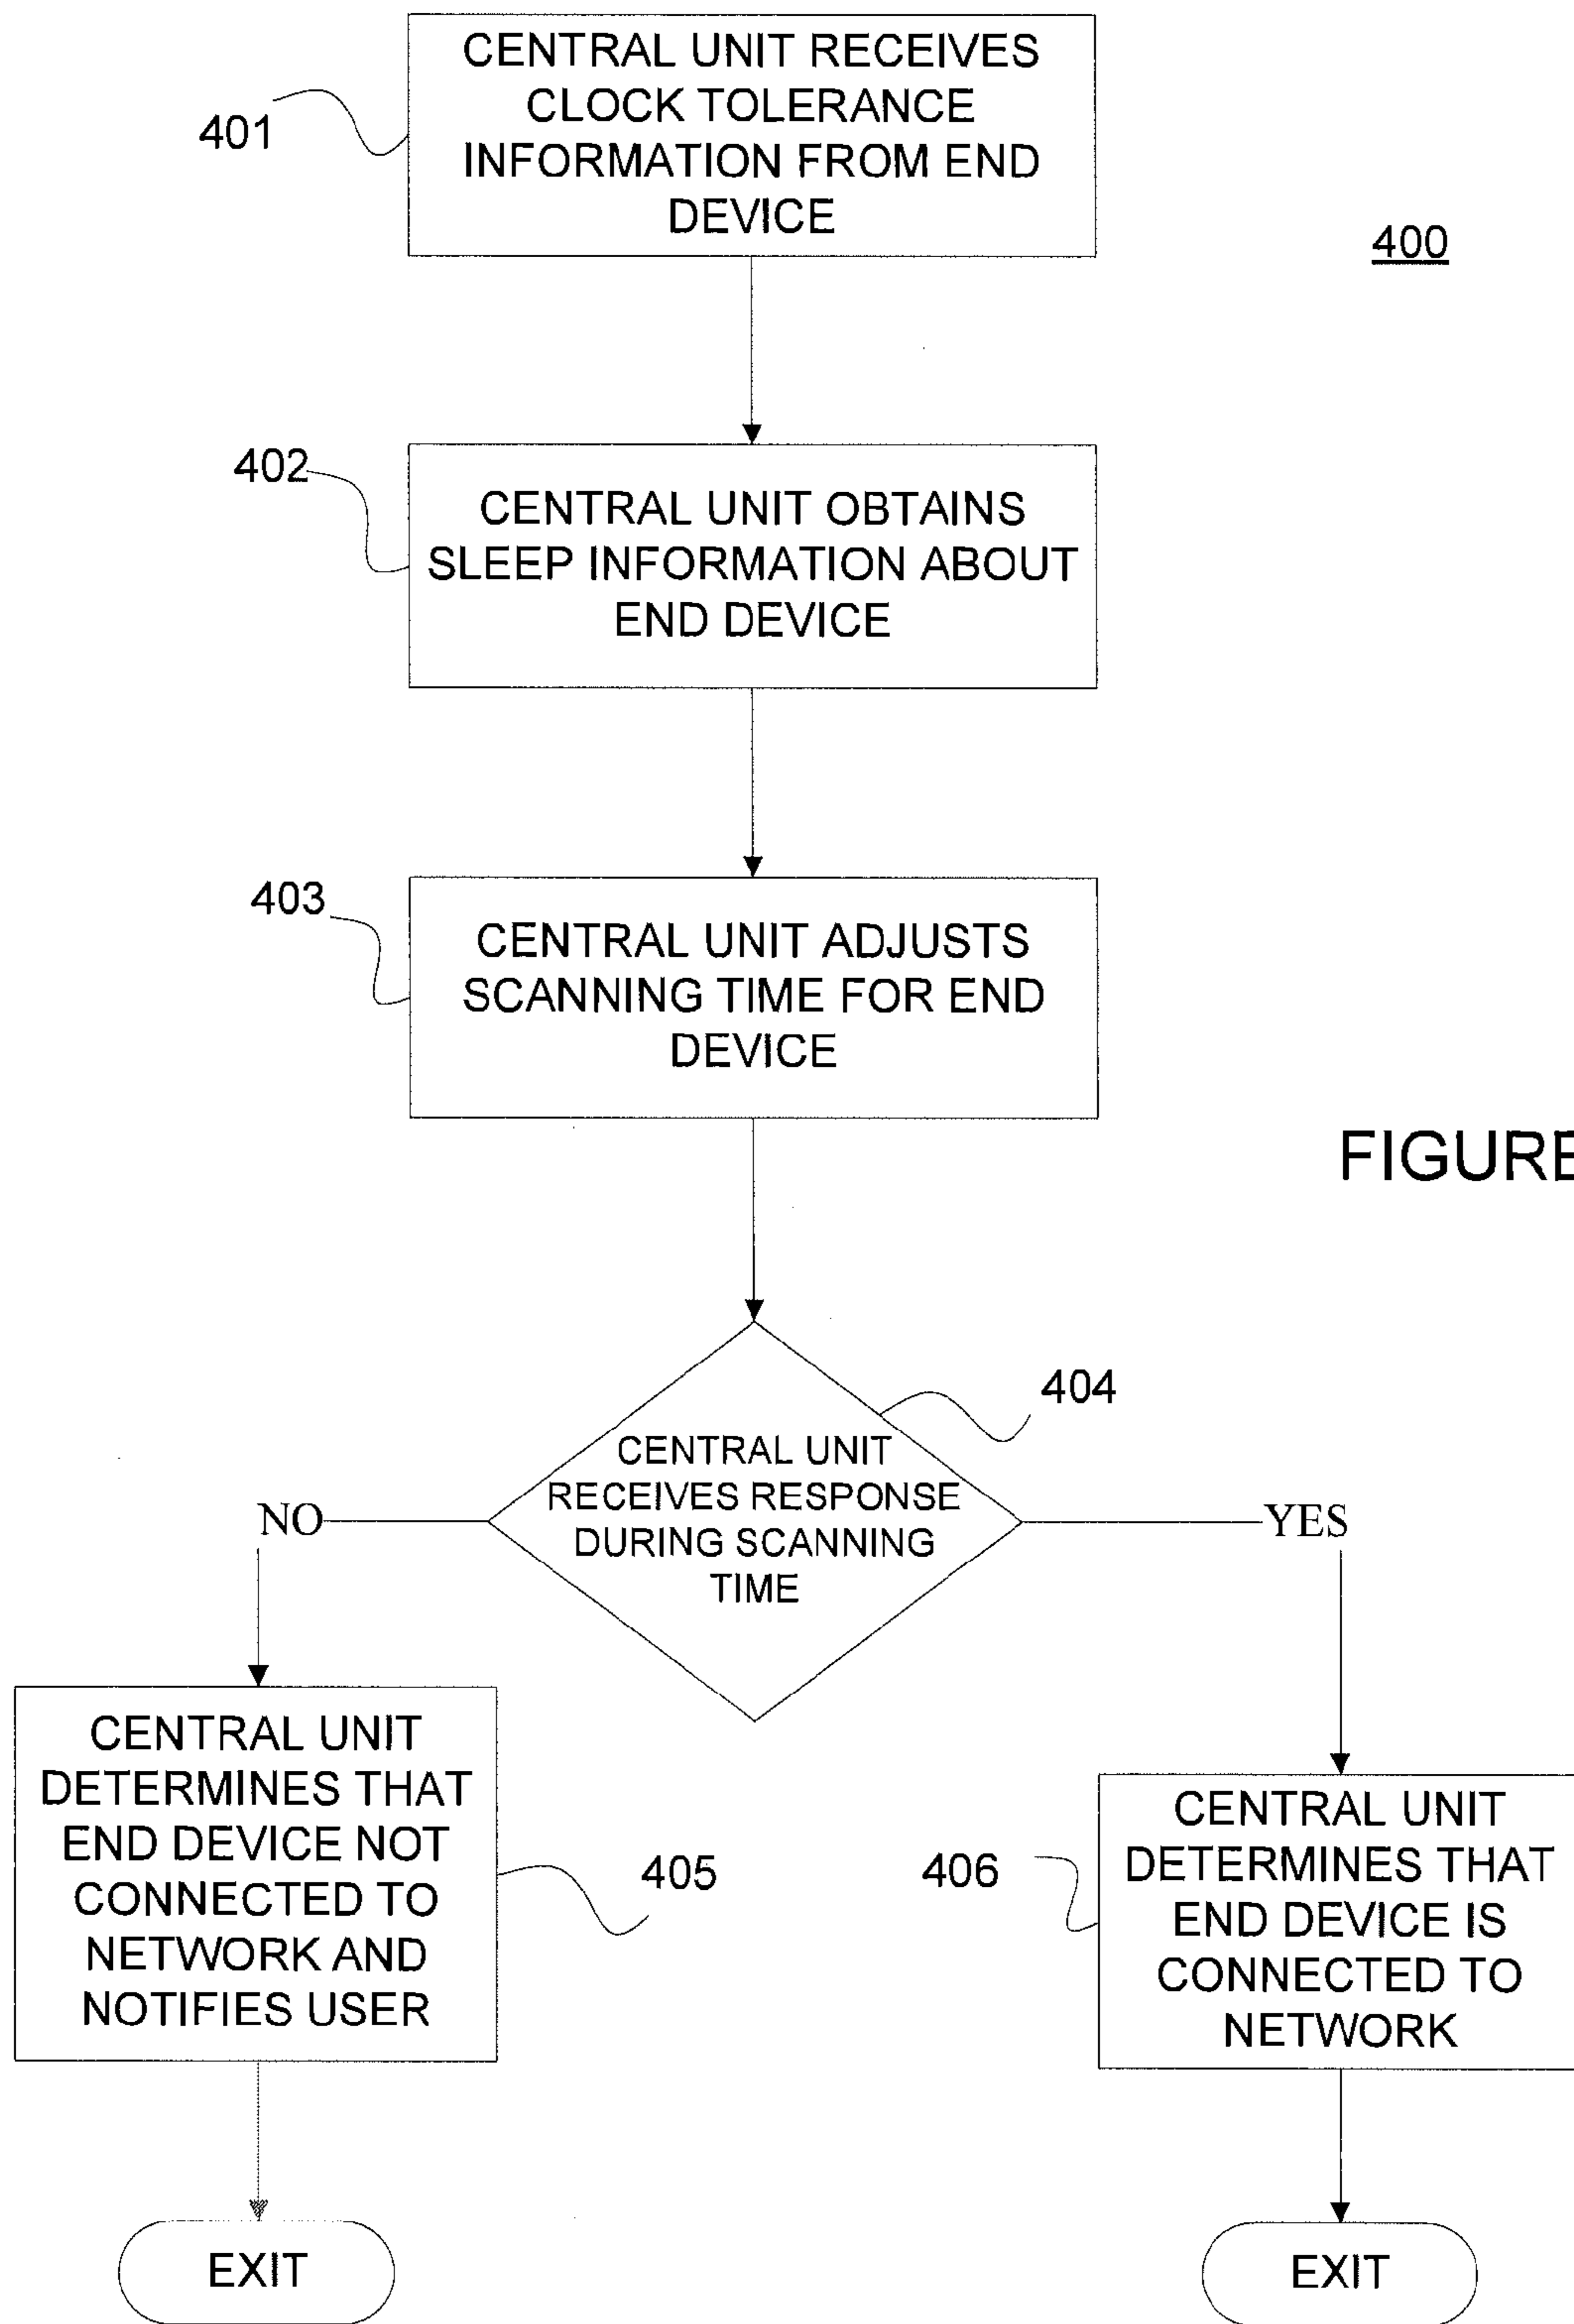 CENTRAL UNIT RECEIVES
CLOCK TOLERANCE
INFORMATION FROM END
DEVICE
401
400
402
CENTRAL UNIT OBTAINS
SLEEP INFORMATION ABOUT
END DEVICE
403
CENTRAL UNIT ADJUSTS
SCANNING TIME FOR END
DEVICE
FIGURE
404
CENTRAL UNIT
RECEIVES RESPONSE
DURING SCANNING
TIME
NO
YES
CENTRAL UNIT
DETERMINES THAT
END DEVICE NOT
CONNECTED TO
NETWORK AND
NOTIFIES USER
405
406
CENTRAL UNIT
DETERMINES THAT
END DEVICE IS
CONNECTED TO
NETWORK
EXIT
EXIT